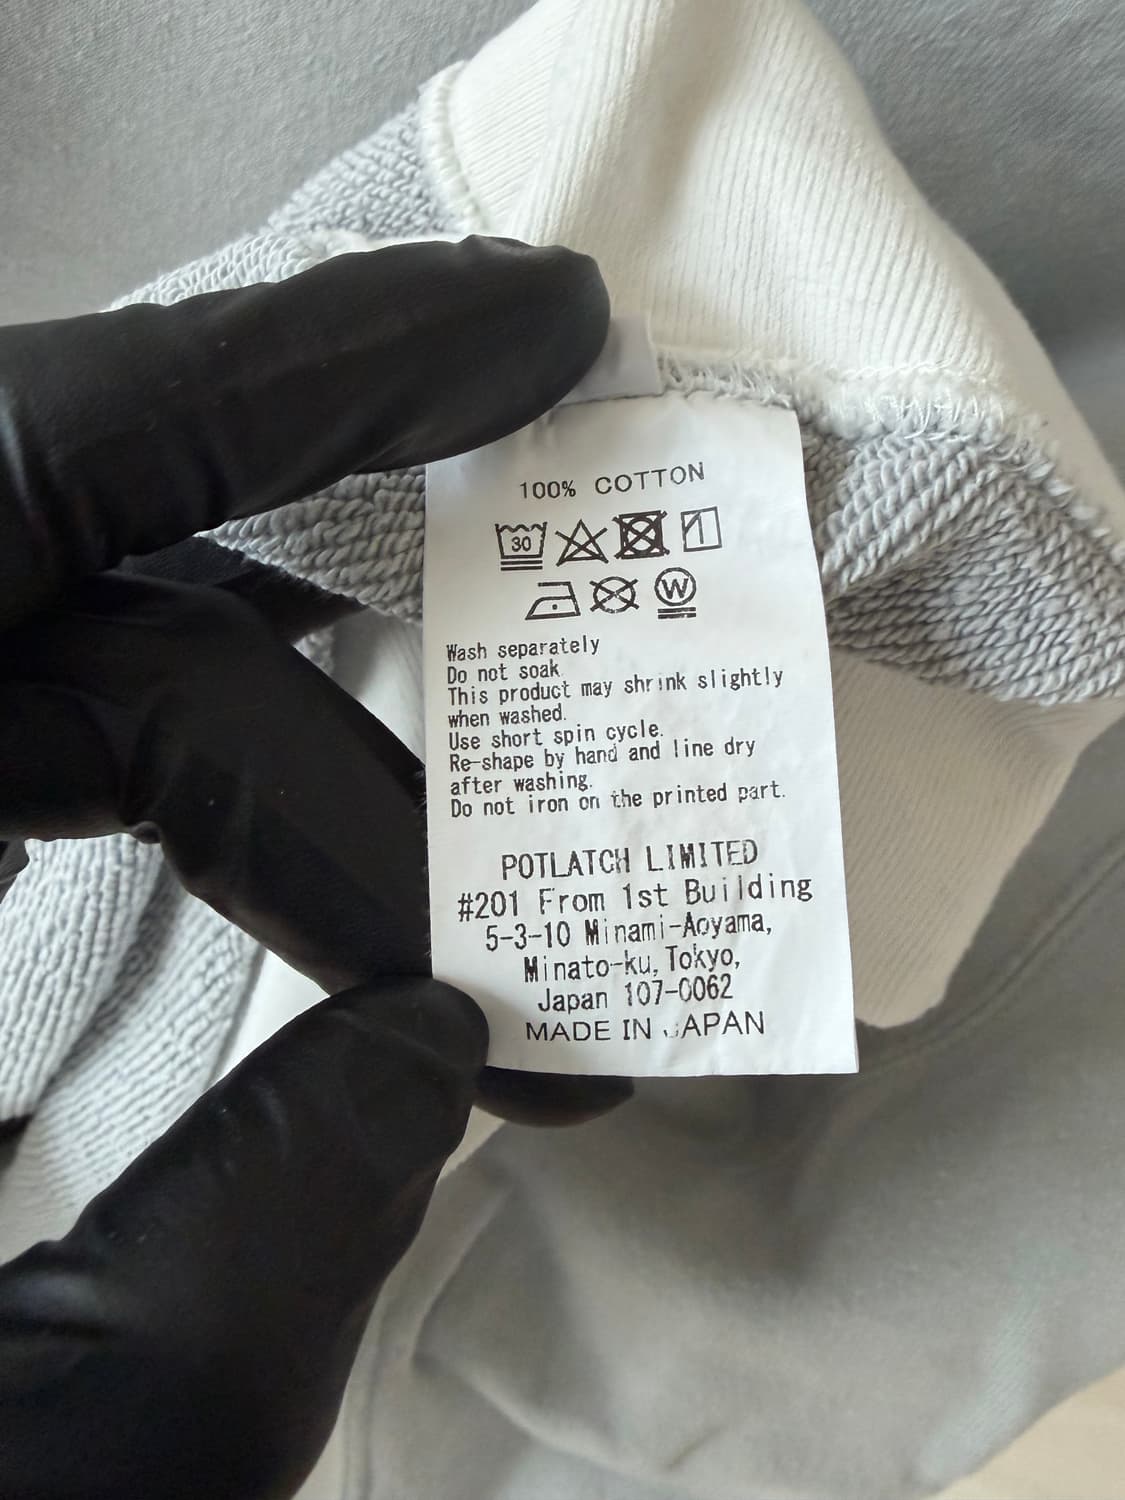 100% COTTON
30
W
Wash separately
Do not soak.
This product may shrink slightly
when washed.
Use short spin cycle.
Re-shape by hand and line dry
after washing.
Do not iron on the printed part.
POTLATCH LIMITED
#201 From 1st Building
5-3-10 Minami-Aoyama,
Minato-ku, Tokyo,
Japan 107-0062
MADE IN JAPAN